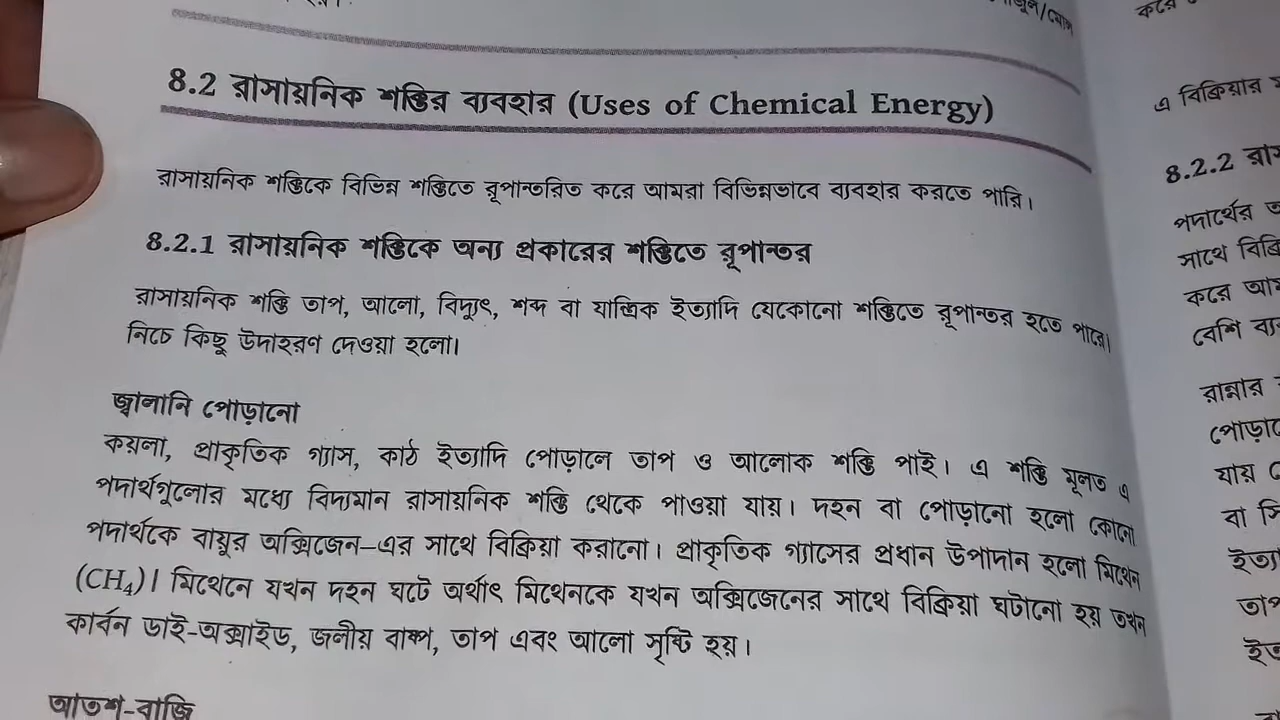 8.2 রাসায়নিক শক্তির ব্যবহার (Uses of Chemical Energy)
রাসায়নিক শক্তিকে বিভিন্ন শক্তিতে রূপান্তরিত করে আমরা বিভিন্নভাবে ব্যবহার করতে পারি।
8.2.1 রাসায়নিক শক্তিকে অন্য প্রকারের শক্তিতে রূপান্তর
রাসায়নিক শক্তি তাপ, আলো, বিদ্যুৎ, শব্দ বা যান্ত্রিক ইত্যাদি যেকোনো শক্তিতে রূপান্তর হতে পারে।
নিচে কিছু উদাহরণ দেওয়া হলো।
জ্বালানি পোড়ানো
কয়লা, প্রাকৃতিক গ্যাস, কাঠ ইত্যাদি পোড়ালে তাপ ও আলোক শক্তি পাই। এ শক্তি মূলত এ
পদার্থগুলোর মধ্যে বিদ্যমান রাসায়নিক শক্তি থেকে পাওয়া যায়। দহন বা পোড়ানো হলো কোনো
পদার্থকে বায়ুর অক্সিজেন-এর সাথে বিক্রিয়া করানো। প্রাকৃতিক গ্যাসের প্রধান উপাদান হলো মিথেন
(CH₄)। মিথেনে যখন দহন ঘটে অর্থাৎ মিথেনকে যখন অক্সিজেনের সাথে বিক্রিয়া ঘটানো হয় তখন
কার্বন ডাই-অক্সাইড, জলীয় বাষ্প, তাপ এবং আলো সৃষ্টি হয়।
আতশ-বাজি
করে
এ বিক্রিয়ার
8.2.2
পদার্থের
সাথে
করে
বেশি
রান্নার
যায়
বা